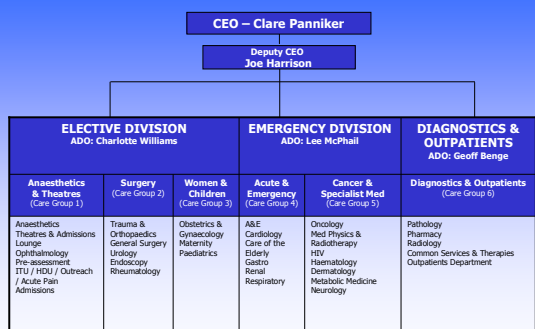 CEO – Clare Panniker
Deputy CEO
Joe Harrison
ELECTIVE DIVISION
ADO: Charlotte Williams
EMERGENCY DIVISION
ADO: Lee McPhail
DIAGNOSTICS &
OUTPATIENTS
ADO: Geoff Benge
Anaesthetics
& Theatres
(Care Group 1)
Surgery
(Care Group 2)
Women &
Children
(Care Group 3)
Acute &
Emergency
(Care Group 4)
Cancer &
Specialist Med
(Care Group 5)
Diagnostics & Outpatients
(Care Group 6)
Anaesthetics
Theatres & Admissions
Lounge
Ophthalmology
Pre-assessment
ITU / HDU / Outreach
/ Acute Pain
Admissions
Trauma &
Orthopaedics
General Surgery
Urology
Endoscopy
Rheumatology
Obstetrics &
Gynaecology
Maternity
Paediatrics
A&E
Cardiology
Care of the
Elderly
Gastro
Renal
Respiratory
Oncology
Med Physics &
Radiotherapy
HIV
Haematology
Dermatology
Metabolic Medicine
Neurology
Pathology
Pharmacy
Radiology
Common Services & Therapies
Outpatients Department